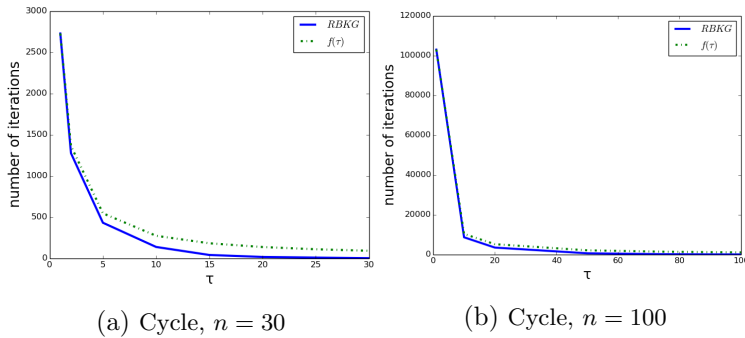 3000
2500
2000
1500
1000
500
0
0 5 10 15 20 25 30
number of iterations
τ
RBKG
f(τ)
(a) Cycle, n = 30
120000
100000
80000
60000
40000
20000
0
0 20 40 60 80 100
number of iterations
τ
RBKG
f(τ)
(b) Cycle, n = 100